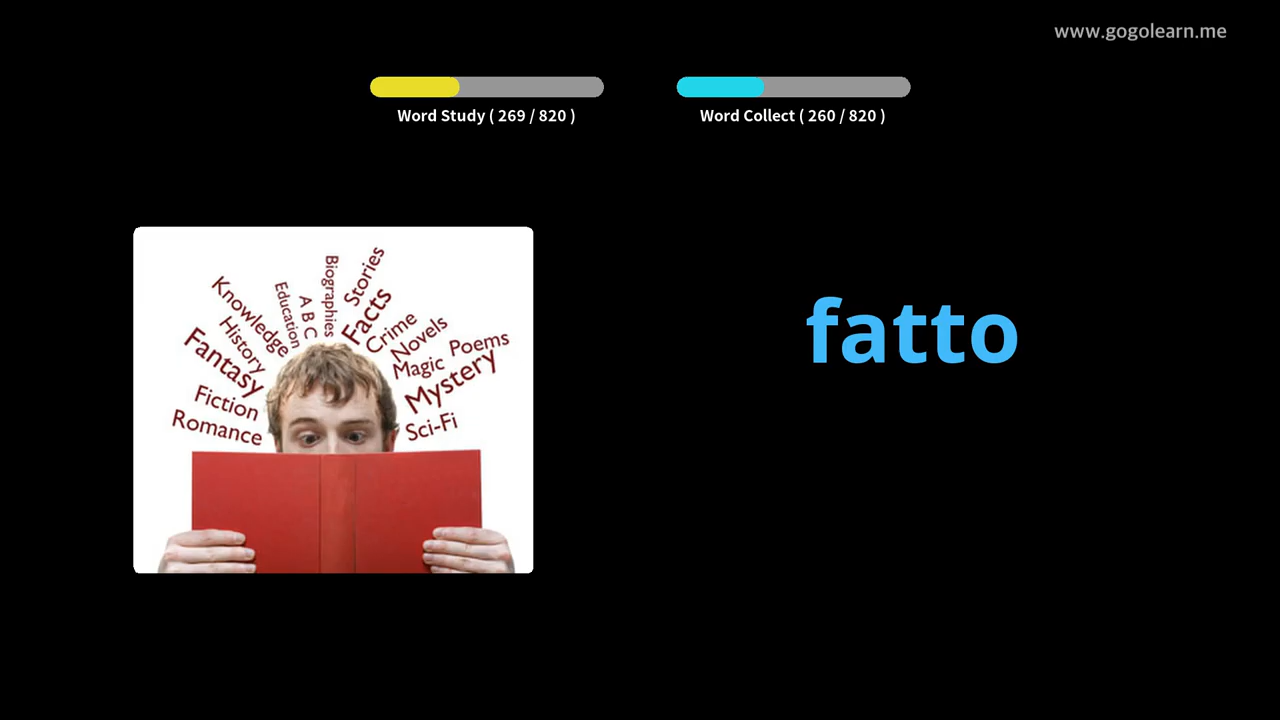 www.gogolearn.me
Word Study ( 269 / 820 )
Word Collect ( 260 / 820 )
Biographies
Stories
Facts
Knowledge
Education
A B C
Crime
Novels
History
Poems
Fantasy
Magic
Mystery
Fiction
Romance
Sci-Fi
fatto